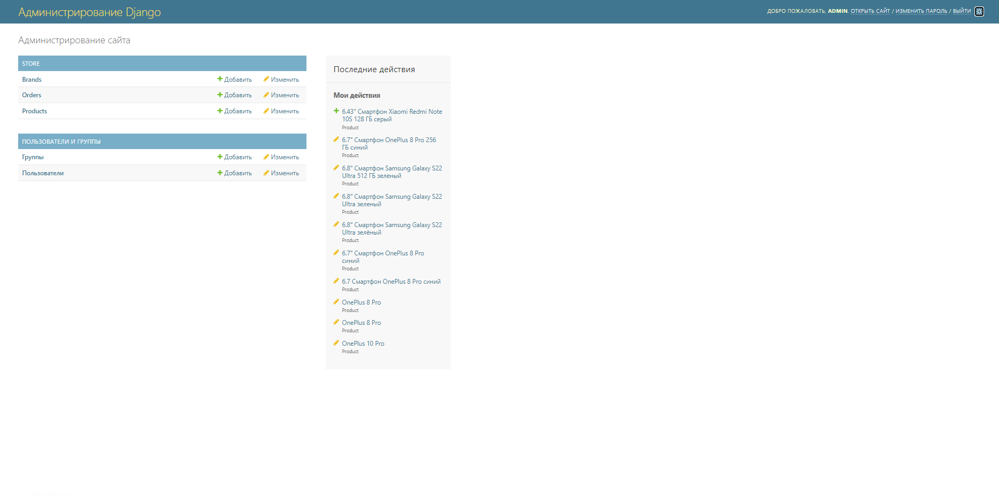 Администрирование Django
ДОБРО ПОЖАЛОВАТЬ, ADMIN. ОТКРЫТЬ САЙТ / ИЗМЕНИТЬ ПАРОЛЬ / ВЫЙТИ
Администрирование сайта
STORE
Brands Добавить Изменить
Orders Добавить Изменить
Products Добавить Изменить
ПОЛЬЗОВАТЕЛИ И ГРУППЫ
Группы Добавить Изменить
Пользователи Добавить Изменить
Последние действия
Мои действия
6.43" Смартфон Xiaomi Redmi Note
10S 128 ГБ серый
Product
6.7" Смартфон OnePlus 8 Pro 256
ГБ синий
Product
6.8" Смартфон Samsung Galaxy S22
Ultra 512 ГБ зеленый
Product
6.8" Смартфон Samsung Galaxy S22
Ultra зеленый
Product
6.8" Смартфон Samsung Galaxy S22
Ultra зелёный
Product
6.7" Смартфон OnePlus 8 Pro
синий
Product
6.7 Смартфон OnePlus 8 Pro синий
Product
OnePlus 8 Pro
Product
OnePlus 8 Pro
Product
OnePlus 10 Pro
Product